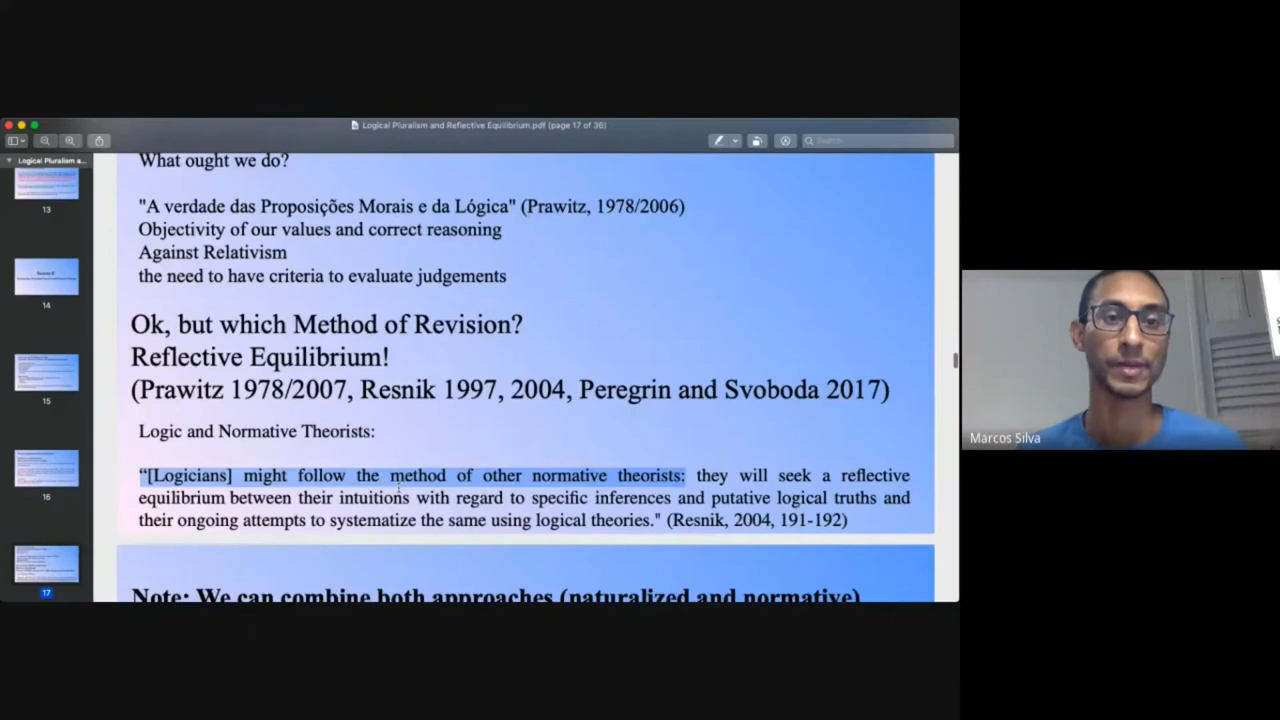 Logical Pluralism and Reflective Equilibrium.pdf (page 17 of 36)
Search
Logical Pluralism a...
13
14
15
16
17
What ought we do?
"A verdade das Proposições Morais e da Lógica" (Prawitz, 1978/2006)
Objectivity of our values and correct reasoning
Against Relativism
the need to have criteria to evaluate judgements
Ok, but which Method of Revision?
Reflective Equilibrium!
(Prawitz 1978/2007, Resnik 1997, 2004, Peregrin and Svoboda 2017)
Logic and Normative Theorists:
“[Logicians] might follow the method of other normative theorists: they will seek a reflective
equilibrium between their intuitions with regard to specific inferences and putative logical truths and
their ongoing attempts to systematize the same using logical theories." (Resnik, 2004, 191-192)
Note: We can combine both approaches (naturalized and normative)
Marcos Silva